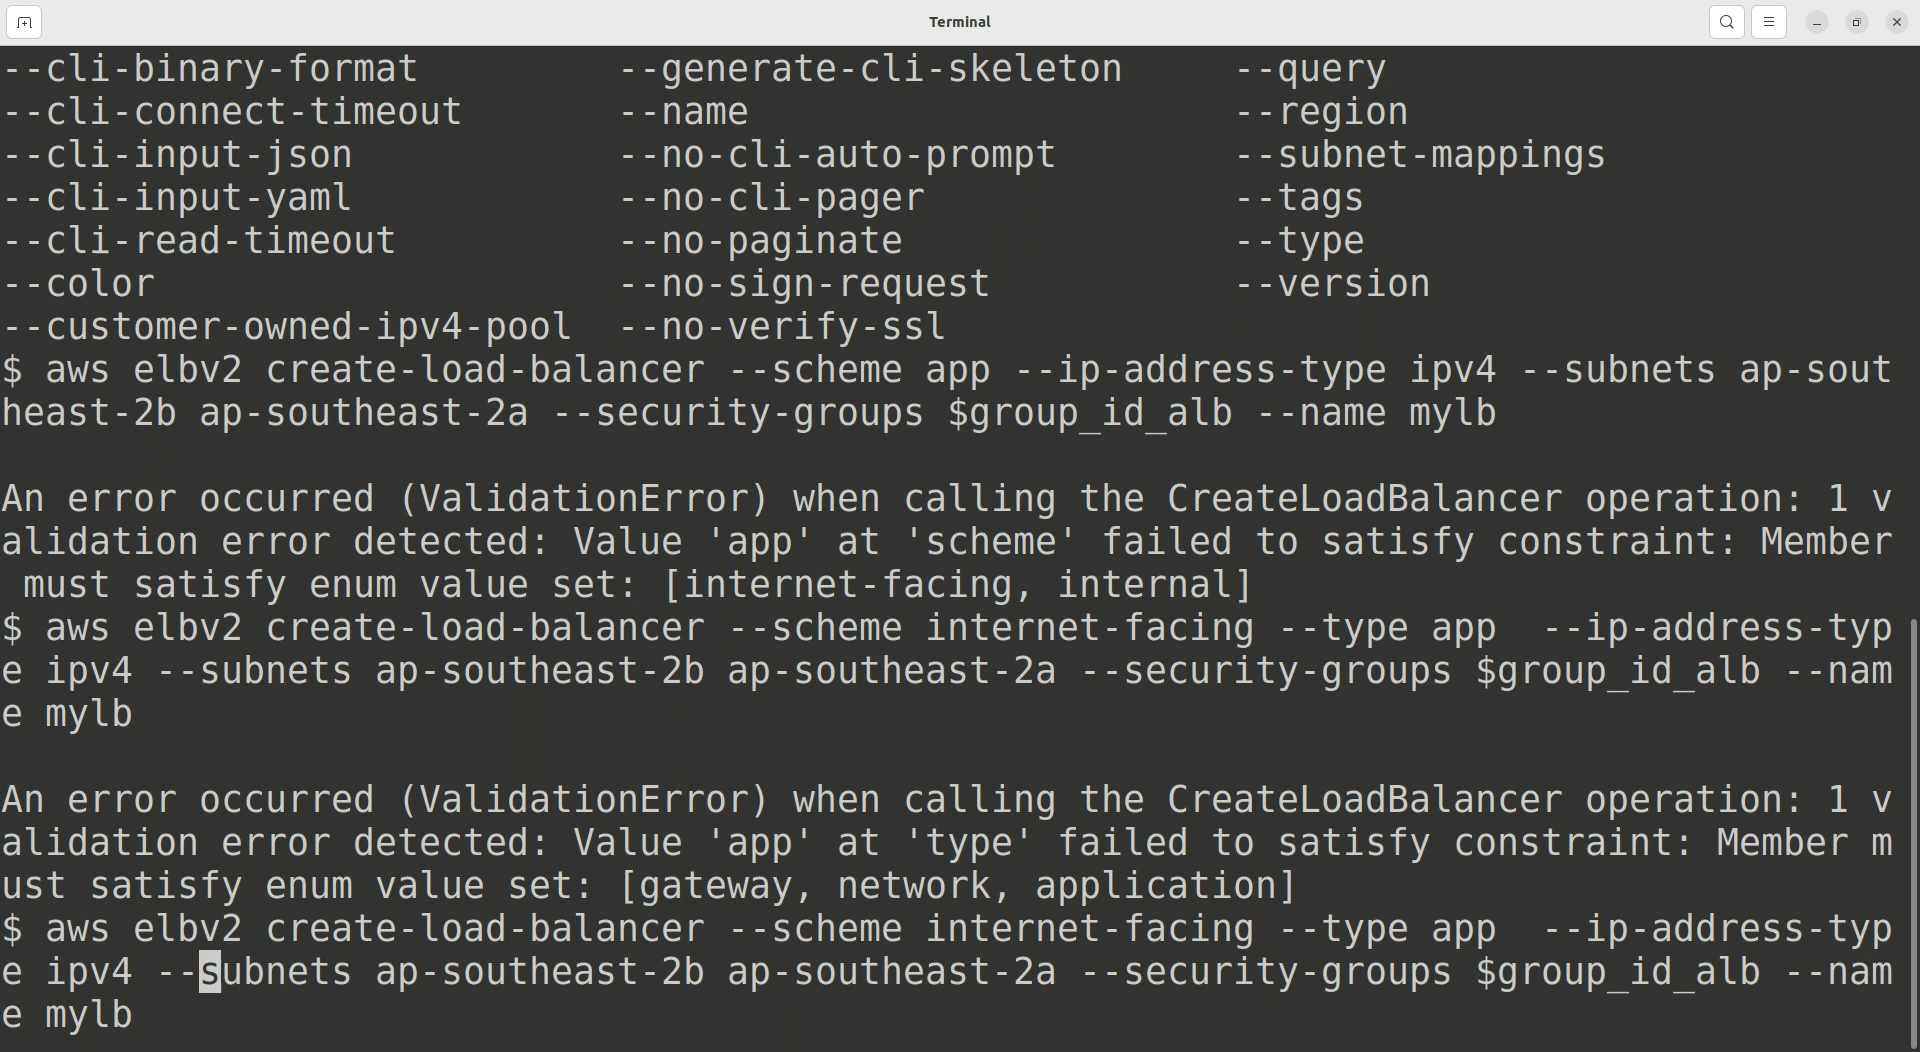 Terminal
--cli-binary-format --generate-cli-skeleton --query
--cli-connect-timeout --name --region
--cli-input-json --no-cli-auto-prompt --subnet-mappings
--cli-input-yaml --no-cli-pager --tags
--cli-read-timeout --no-paginate --type
--color --no-sign-request --version
--customer-owned-ipv4-pool --no-verify-ssl
$ aws elbv2 create-load-balancer --scheme app --ip-address-type ipv4 --subnets ap-sout
heast-2b ap-southeast-2a --security-groups $group_id_alb --name mylb
An error occurred (ValidationError) when calling the CreateLoadBalancer operation: 1 v
alidation error detected: Value 'app' at 'scheme' failed to satisfy constraint: Member
 must satisfy enum value set: [internet-facing, internal]
$ aws elbv2 create-load-balancer --scheme internet-facing --type app  --ip-address-typ
e ipv4 --subnets ap-southeast-2b ap-southeast-2a --security-groups $group_id_alb --nam
e mylb
An error occurred (ValidationError) when calling the CreateLoadBalancer operation: 1 v
alidation error detected: Value 'app' at 'type' failed to satisfy constraint: Member m
ust satisfy enum value set: [gateway, network, application]
$ aws elbv2 create-load-balancer --scheme internet-facing --type app  --ip-address-typ
e ipv4 --subnets ap-southeast-2b ap-southeast-2a --security-groups $group_id_alb --nam
e mylb